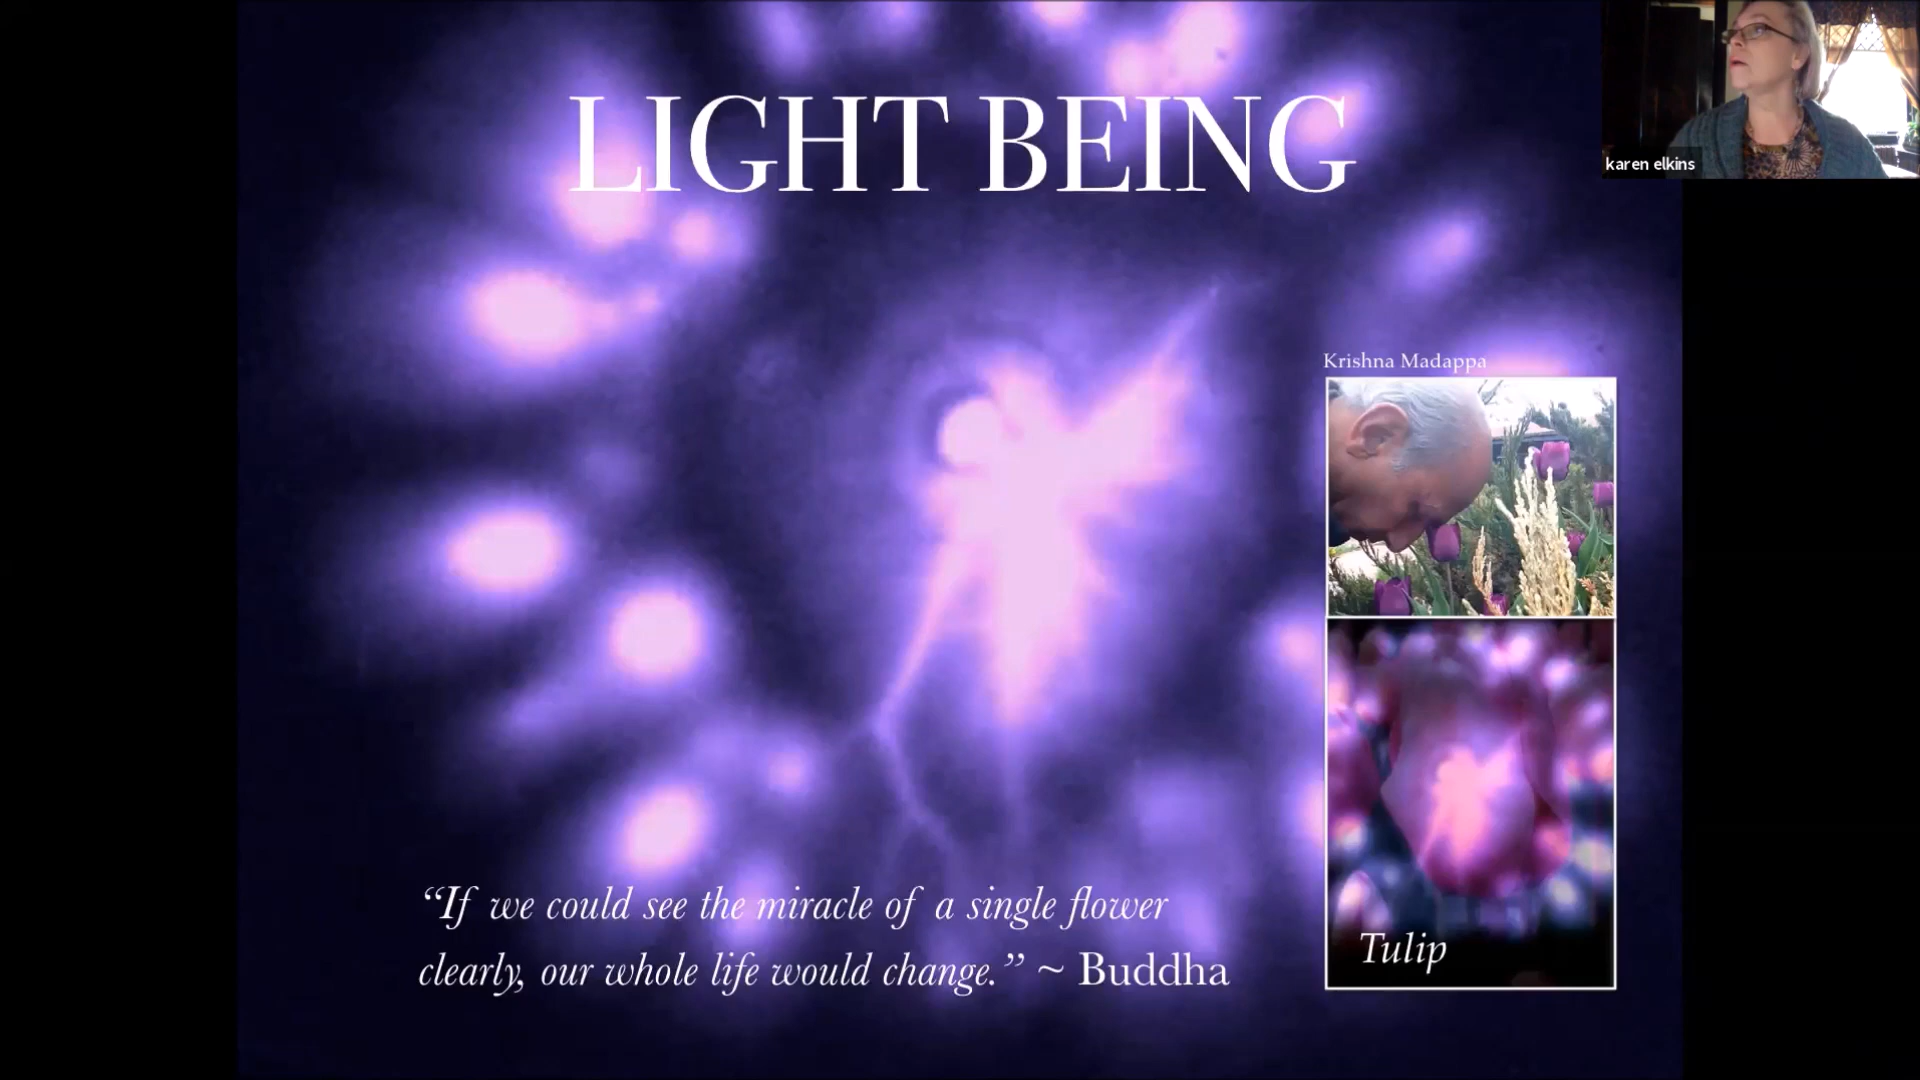 LIGHT BEING
karen elkins
Krishna Madappa
Tulip
“If we could see the miracle of a single flower
clearly, our whole life would change.” ~ Buddha